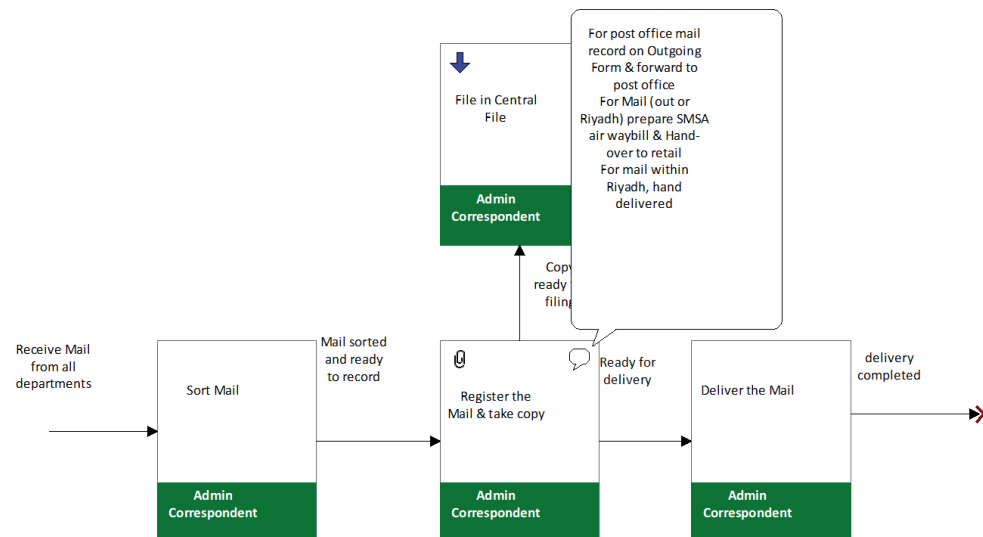 For post office mail
record on Outgoing
Form & forward to
post office
For Mail (out or
Riyadh) prepare SMSA
air waybill & Hand-
over to retail
For mail within
Riyadh, hand
delivered
File in Central
File
Admin
Correspondent
Copy
ready
filing
Receive Mail
from all
departments
Sort Mail
Admin
Correspondent
Mail sorted
and ready
to record
Register the
Mail & take copy
Admin
Correspondent
Ready for
delivery
Deliver the Mail
Admin
Correspondent
delivery
completed